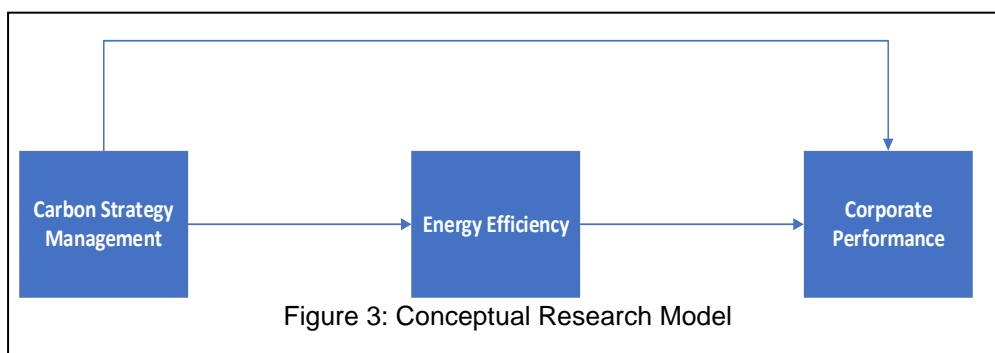 Carbon Strategy
Management
Energy Efficiency
Corporate
Performance
Figure 3: Conceptual Research Model